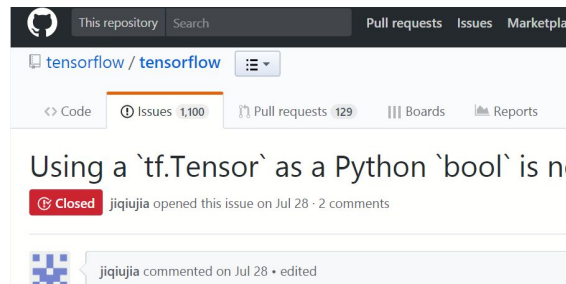 This repository Search Pull requests Issues Marketpla
tensorflow / tensorflow
Code Issues 1,100 Pull requests 129 Boards Reports
Using a `tf.Tensor` as a Python `bool` is n
Closed jiqiujia opened this issue on Jul 28 · 2 comments
jiqiujia commented on Jul 28 • edited